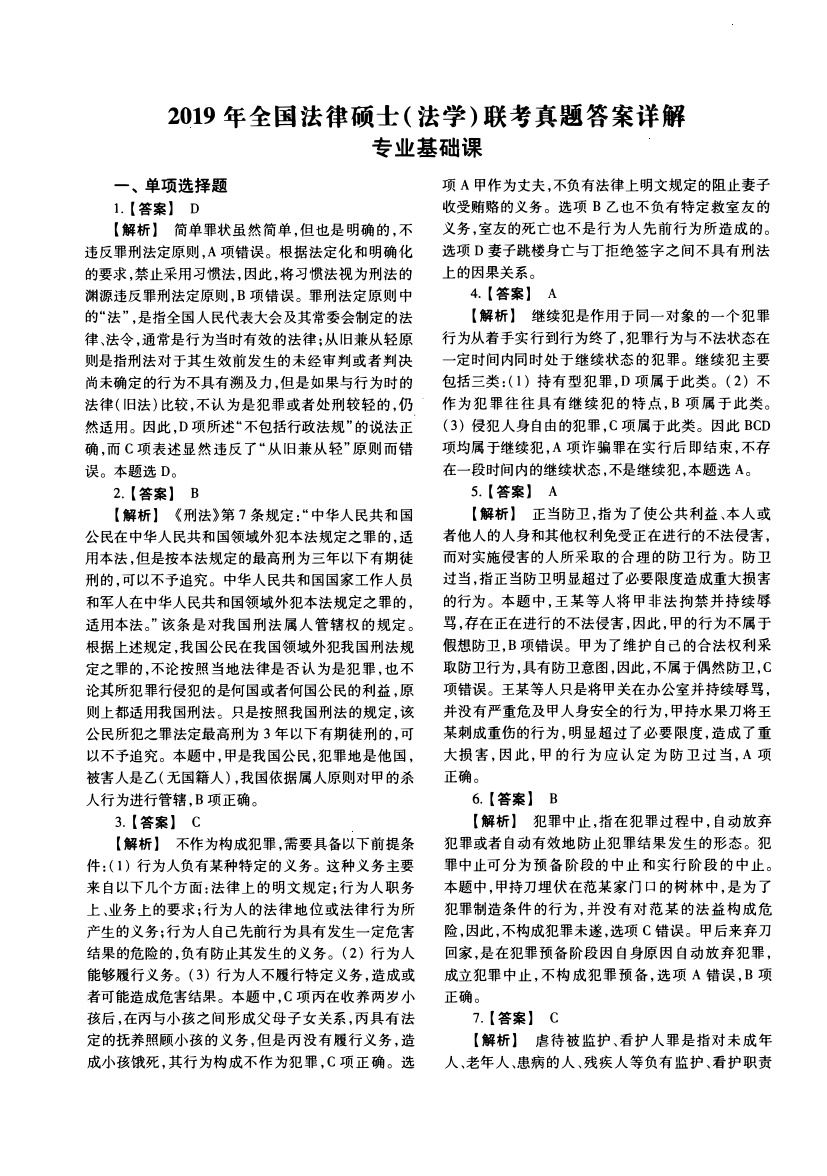 2019 年全国法律硕士(法学)联考真题答案详解
专业基础课
一、单项选择题
1.【答案】 D
【解析】 简单罪状虽然简单,但也是明确的,不
违反罪刑法定原则,A 项错误。根据法定化和明确化
的要求,禁止采用习惯法,因此,将习惯法视为刑法的
渊源违反罪刑法定原则,B 项错误。罪刑法定原则中
的“法”,是指全国人民代表大会及其常委会制定的法
律、法令,通常是行为当时有效的法律;从旧兼从轻原
则是指刑法对于其生效前发生的未经审判或者判决
尚未确定的行为不具有溯及力,但是如果与行为时的
法律(旧法)比较,不认为是犯罪或者处刑较轻的,仍
然适用。因此,D 项所述“不包括行政法规”的说法正
确,而 C 项表述显然违反了“从旧兼从轻”原则而错
误。本题选 D。
2.【答案】 B
【解析】 《刑法》第 7 条规定:“中华人民共和国
公民在中华人民共和国领域外犯本法规定之罪的,适
用本法,但是按本法规定的最高刑为三年以下有期徒
刑的,可以不予追究。中华人民共和国国家工作人员
和军人在中华人民共和国领域外犯本法规定之罪的,
适用本法。”该条是对我国刑法属人管辖权的规定。
根据上述规定,我国公民在我国领域外犯我国刑法规
定之罪的,不论按照当地法律是否认为是犯罪,也不
论其所犯罪行侵犯的是何国或者何国公民的利益,原
则上都适用我国刑法。只是按照我国刑法的规定,该
公民所犯之罪法定最高刑为 3 年以下有期徒刑的,可
以不予追究。本题中,甲是我国公民,犯罪地是他国,
被害人是乙(无国籍人),我国依据属人原则对甲的杀
人行为进行管辖,B 项正确。
3.【答案】 C
【解析】 不作为构成犯罪,需要具备以下前提条
件:(1) 行为人负有某种特定的义务。这种义务主要
来自以下几个方面:法律上的明文规定;行为人职务
上、业务上的要求;行为人的法律地位或法律行为所
产生的义务;行为人自己先前行为具有发生一定危害
结果的危险的,负有防止其发生的义务。(2) 行为人
能够履行义务。(3) 行为人不履行特定义务,造成或
者可能造成危害结果。本题中,C 项丙在收养两岁小
孩后,在丙与小孩之间形成父母子女关系,丙具有法
定的抚养照顾小孩的义务,但是丙没有履行义务,造
成小孩饿死,其行为构成不作为犯罪,C 项正确。选
项 A 甲作为丈夫,不负有法律上明文规定的阻止妻子
收受贿赂的义务。选项 B 乙也不负有特定救室友的
义务,室友的死亡也不是行为人先前行为所造成的。
选项 D 妻子跳楼身亡与丁拒绝签字之间不具有刑法
上的因果关系。
4.【答案】 A
【解析】 继续犯是作用于同一对象的一个犯罪
行为从着手实行到行为终了,犯罪行为与不法状态在
一定时间内同时处于继续状态的犯罪。继续犯主要
包括三类:(1) 持有型犯罪,D 项属于此类。(2) 不
作为犯罪往往具有继续犯的特点,B 项属于此类。
(3) 侵犯人身自由的犯罪,C 项属于此类。因此 BCD
项均属于继续犯,A 项诈骗罪在实行后即结束,不存
在一段时间内的继续状态,不是继续犯,本题选 A。
5.【答案】 A
【解析】 正当防卫,指为了使公共利益、本人或
者他人的人身和其他权利免受正在进行的不法侵害,
而对实施侵害的人所采取的合理的防卫行为。防卫
过当,指正当防卫明显超过了必要限度造成重大损害
的行为。本题中,王某等人将甲非法拘禁并持续辱
骂,存在正在进行的不法侵害,因此,甲的行为不属于
假想防卫,B 项错误。甲为了维护自己的合法权利采
取防卫行为,具有防卫意图,因此,不属于偶然防卫,C
项错误。王某等人只是将甲关在办公室并持续辱骂,
并没有严重危及甲人身安全的行为,甲持水果刀将王
某刺成重伤的行为,明显超过了必要限度,造成了重
大损害,因此,甲的行为应认定为防卫过当,A 项
正确。
6.【答案】 B
【解析】 犯罪中止,指在犯罪过程中,自动放弃
犯罪或者自动有效地防止犯罪结果发生的形态。犯
罪中止可分为预备阶段的中止和实行阶段的中止。
本题中,甲持刀埋伏在范某家门口的树林中,是为了
犯罪制造条件的行为,并没有对范某的法益构成危
险,因此,不构成犯罪未遂,选项 C 错误。甲后来弃刀
回家,是在犯罪预备阶段因自身原因自动放弃犯罪,
成立犯罪中止,不构成犯罪预备,选项 A 错误,B 项
正确。
7.【答案】 C
【解析】 虐待被监护、看护人罪是指对未成年
人、老年人、患病的人、残疾人等负有监护、看护职责